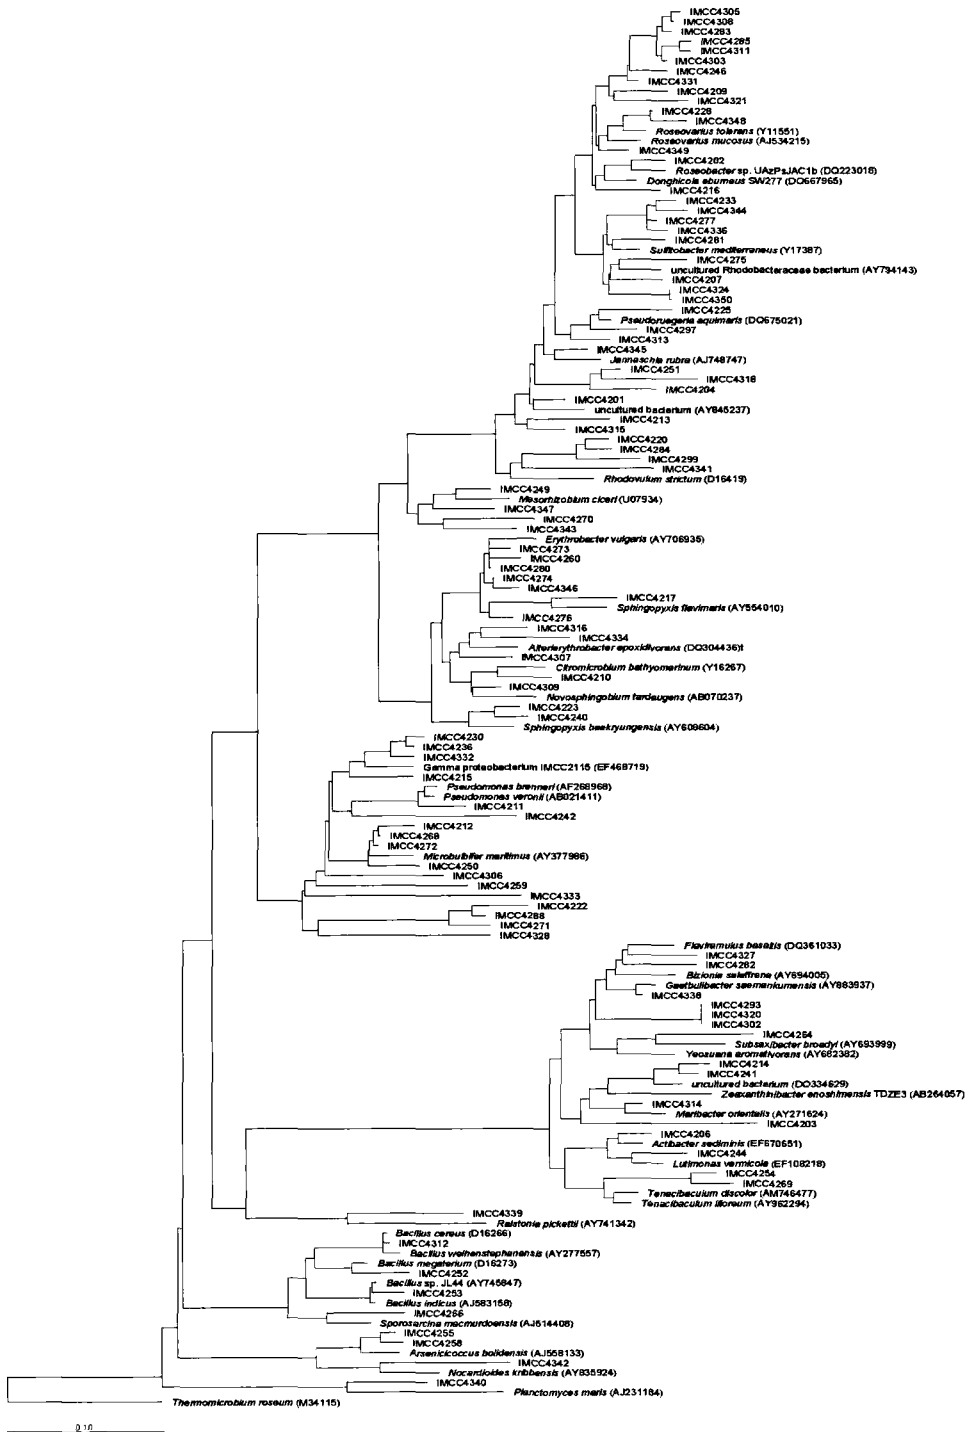 IMCC4305
IMCC4308
IMCC4283
IMCC4285
IMCC4311
IMCC4303
IMCC4246
IMCC4331
IMCC4209
IMCC4321
IMCC4228
IMCC4348
Roseovarius tolerans (Y11551)
Roseovarius mucosus (AJ534215)
IMCC4349
IMCC4202
Roseobacter sp. UAzPsJAC1b (DQ223018)
Donghicola eburneus SW277 (DQ667965)
IMCC4216
IMCC4233
IMCC4344
IMCC4277
IMCC4336
IMCC4281
Sulfitobacter mediterraneus (Y17387)
IMCC4275
uncultured Rhodobacteraceae bacterium (AY794143)
IMCC4207
IMCC4324
IMCC4350
IMCC4225
Pseudoruegeria aquimaris (DQ675021)
IMCC4297
IMCC4313
IMCC4345
Jannaschia rubra (AJ748747)
IMCC4251
IMCC4318
IMCC4204
IMCC4201
uncultured bacterium (AY845237)
IMCC4213
IMCC4315
IMCC4220
IMCC4284
IMCC4299
IMCC4341
Rhodovulum strictum (D16419)
IMCC4249
Mesorhizobium ciceri (U07934)
IMCC4347
IMCC4270
IMCC4343
Erythrobacter vulgaris (AY706935)
IMCC4273
IMCC4260
IMCC4280
IMCC4274
IMCC4346
IMCC4217
Sphingopyxis flavimaris (AY554010)
IMCC4276
IMCC4316
IMCC4334
Altererythrobacter epoxidivorans (DQ304436)t
IMCC4307
Citromicrobium bathyomarinum (Y16267)
IMCC4210
IMCC4309
Novosphingobium tardaugens (AB070237)
IMCC4223
IMCC4240
Sphingopyxis baekryungensis (AY608604)
IMCC4230
IMCC4236
IMCC4332
Gamma proteobacterium IMCC2115 (EF468719)
IMCC4215
Pseudomonas brenneri (AF268968)
Pseudomonas veronii (AB021411)
IMCC4211
IMCC4242
IMCC4212
IMCC4268
IMCC4272
Microbulbifer maritimus (AY377986)
IMCC4250
IMCC4306
IMCC4259
IMCC4333
IMCC4222
IMCC4288
IMCC4271
IMCC4328
Flaviramulus basaltis (DQ361033)
IMCC4327
IMCC4262
Bizionia saleffrena (AY694005)
Gaetbulibacter saemankumensis (AY883937)
IMCC4338
IMCC4293
IMCC4320
IMCC4302
IMCC4264
Subsaxibacter broadyi (AY693999)
Yeosuana aromativorans (AY682382)
IMCC4214
IMCC4241
uncultured bacterium (DQ334629)
Zeaxanthinibacter enoshimensis TDZE3 (AB264057)
IMCC4314
Maribacter orientalis (AY271624)
IMCC4203
IMCC4206
Actibacter sediminis (EF670651)
IMCC4244
Lutimonas vermicola (EF108218)
IMCC4254
IMCC4269
Tenacibaculum discolor (AM746477)
Tenacibaculum litoreum (AY962294)
IMCC4339
Ralstonia pickettii (AY741342)
Bacillus cereus (D16266)
IMCC4312
Bacillus weihenstephanensis (AY277557)
Bacillus megaterium (D16273)
IMCC4252
Bacillus sp. JL44 (AY745847)
IMCC4253
Bacillus indicus (AJ583158)
IMCC4266
Sporosarcina macmurdoensis (AJ514408)
IMCC4255
IMCC4258
Arsenicicoccus bolidensis (AJ558133)
IMCC4342
Nocardioides kribbensis (AY835924)
IMCC4340
Planctomyces maris (AJ231184)
Thermomicrobium roseum (M34115)
0.10